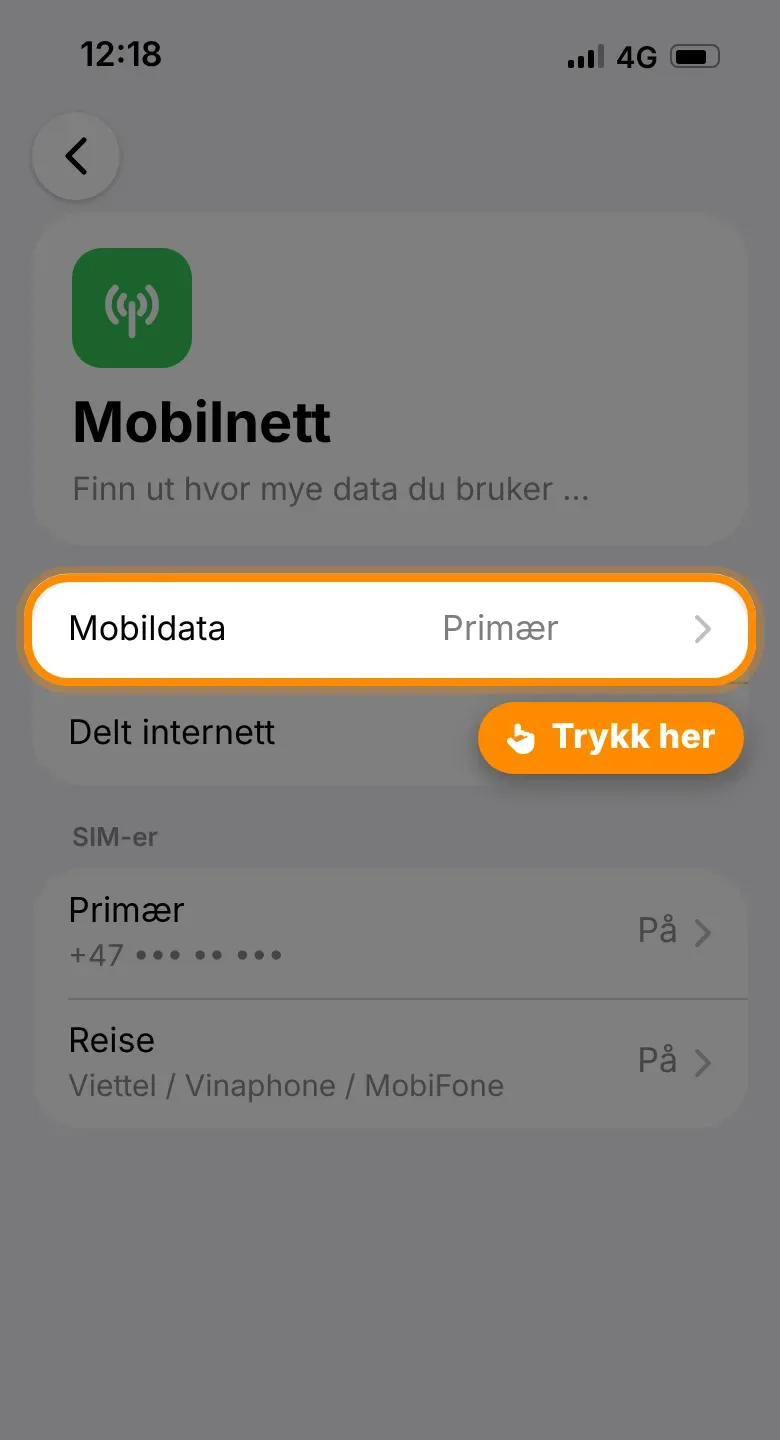 12:18 4G
Mobilnett
Finn ut hvor mye data du bruker ...
Mobildata Primær
Delt internett
Trykk her
SIM-er
Primær
+47 ••• •• •••
På
Reise
Viettel / Vinaphone / MobiFone
På